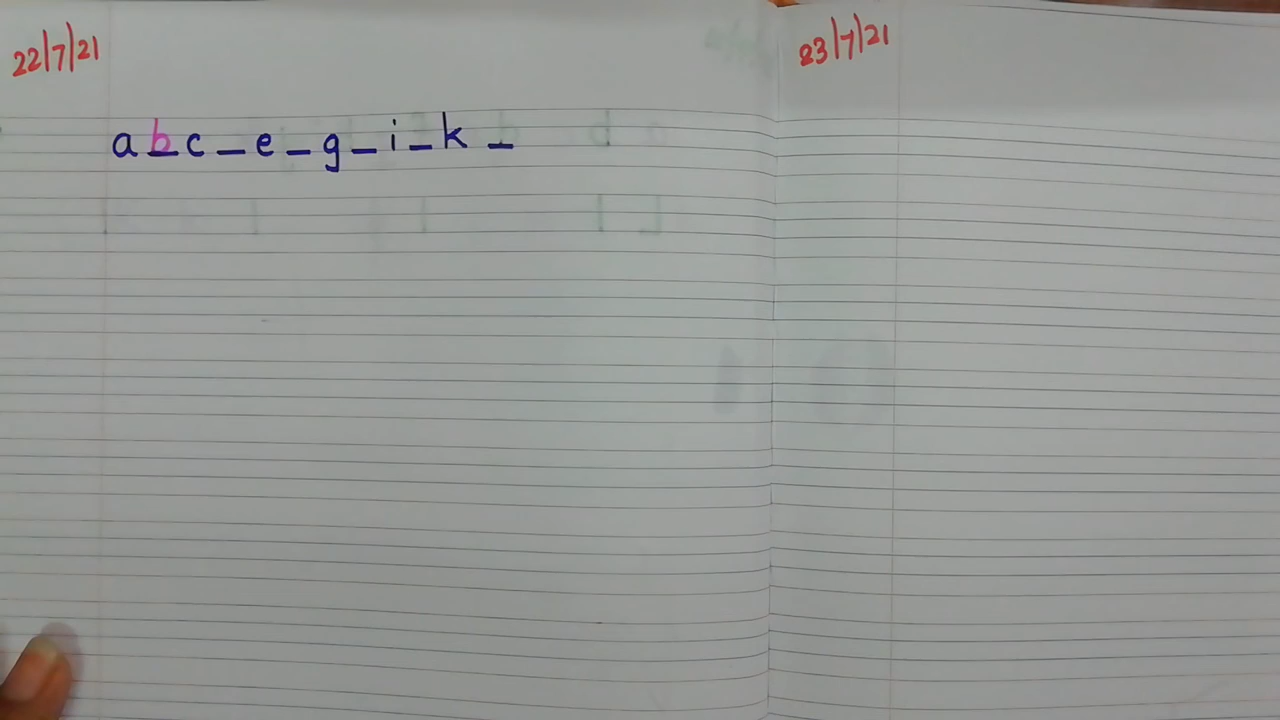 22/7/21
a b c _ e _ g _ i _ k _
23/7/21